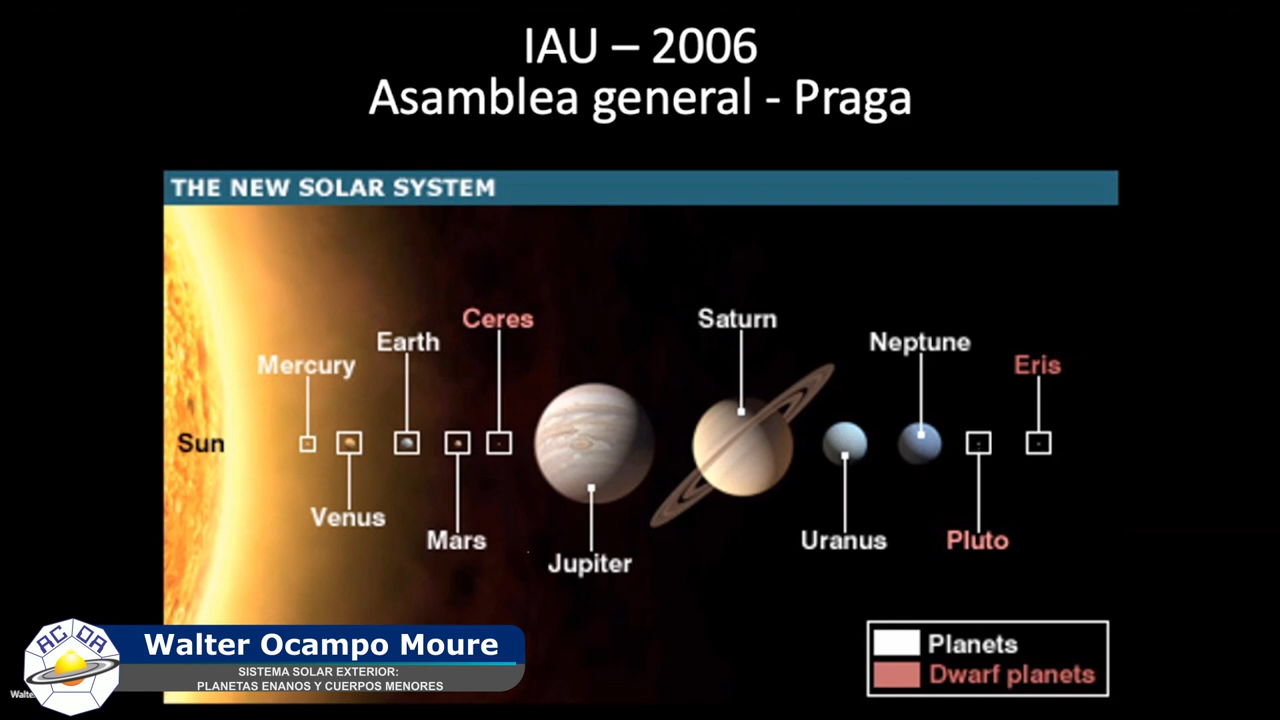 IAU – 2006
Asamblea general - Praga
THE NEW SOLAR SYSTEM
Ceres
Saturn
Earth
Neptune
Mercury
Eris
Sun
Venus
Mars
Uranus
Pluto
Jupiter
Planets
Dwarf planets
ACDA
Walter Ocampo Moure
SISTEMA SOLAR EXTERIOR:
PLANETAS ENANOS Y CUERPOS MENORES